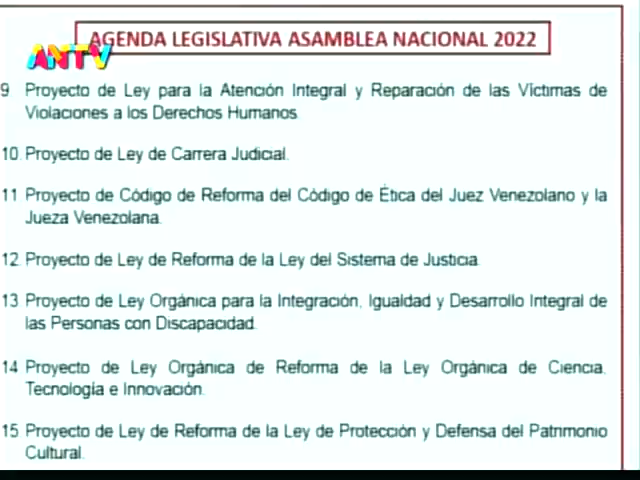 AGENDA LEGISLATIVA ASAMBLEA NACIONAL 2022
ANTV
9 Proyecto de Ley para la Atención Integral y Reparación de las Víctimas de
Violaciones a los Derechos Humanos.
10. Proyecto de Ley de Carrera Judicial.
11 Proyecto de Código de Reforma del Código de Ética del Juez Venezolano y la
Jueza Venezolana.
12. Proyecto de Ley de Reforma de la Ley del Sistema de Justicia.
13 Proyecto de Ley Orgánica para la Integración, Igualdad y Desarrollo Integral de
las Personas con Discapacidad.
14 Proyecto de Ley Orgánica de Reforma de la Ley Orgánica de Ciencia,
Tecnología e Innovación.
15 Proyecto de Ley de Reforma de la Ley de Protección y Defensa del Patrimonio
Cultural.